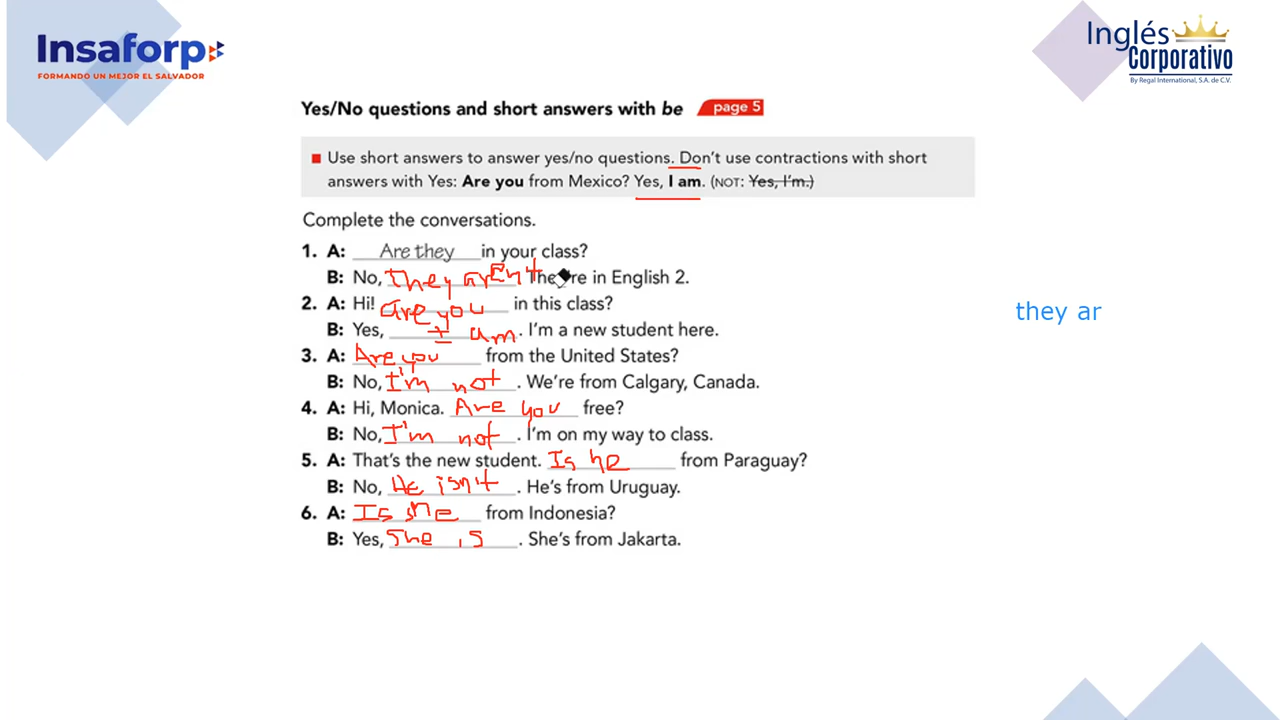 Insaforp
FORMANDO UN MEJOR EL SALVADOR
Inglés
Corporativo
By Regal International, S.A. de C.V.
Yes/No questions and short answers with be page 5
Use short answers to answer yes/no questions. Don't use contractions with short
answers with Yes: Are you from Mexico? Yes, I am. (NOT: Yes, I'm.)
Complete the conversations.
1. A: Are they in your class?
B: No, they aren't They're in English 2.
2. A: Hi! are you in this class?
B: Yes, I am. I'm a new student here.
they ar
3. A: Are you from the United States?
B: No, I'm not. We're from Calgary, Canada.
4. A: Hi, Monica. Are you free?
B: No, I'm not. I'm on my way to class.
5. A: That's the new student. Is he from Paraguay?
B: No, He isn't. He's from Uruguay.
6. A: Is she from Indonesia?
B: Yes, She is. She's from Jakarta.